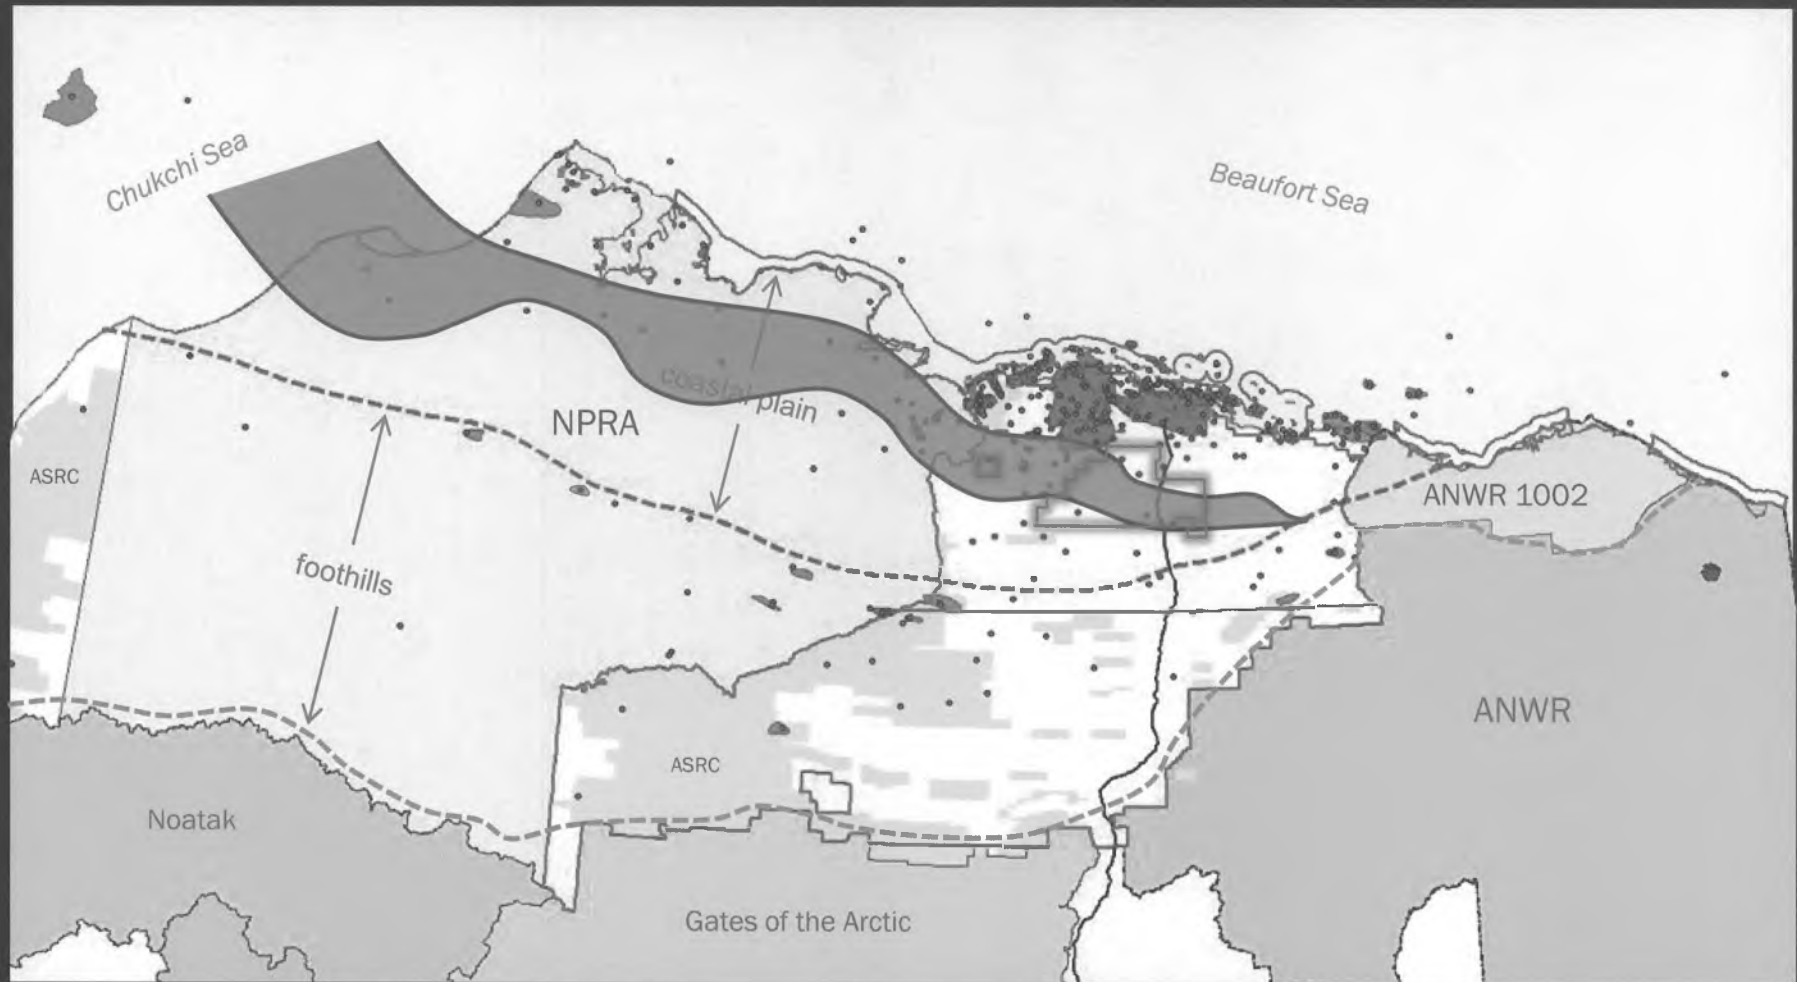 Chukchi Sea
Beaufort Sea
coastal plain
NPRA
ASRC
ANWR 1002
foothills
ANWR
ASRC
Noatak
Gates of the Arctic